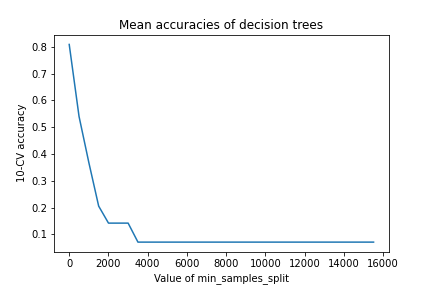 Mean accuracies of decision trees
10-CV accuracy
0.8
0.7
0.6
0.5
0.4
0.3
0.2
0.1
0 2000 4000 6000 8000 10000 12000 14000 16000
Value of min_samples_split